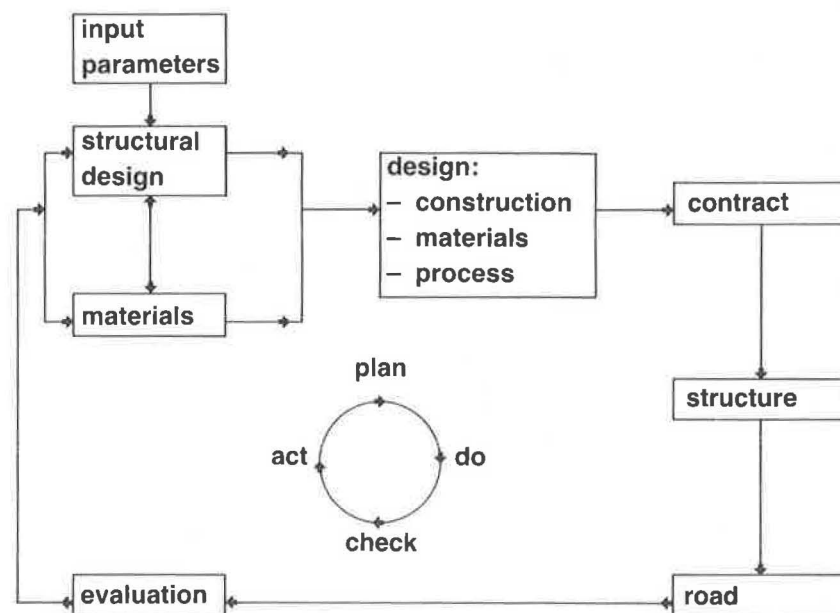 input
parameters
structural
design
materials
design:
– construction
– materials
– process
contract
structure
plan
act
do
check
evaluation
road